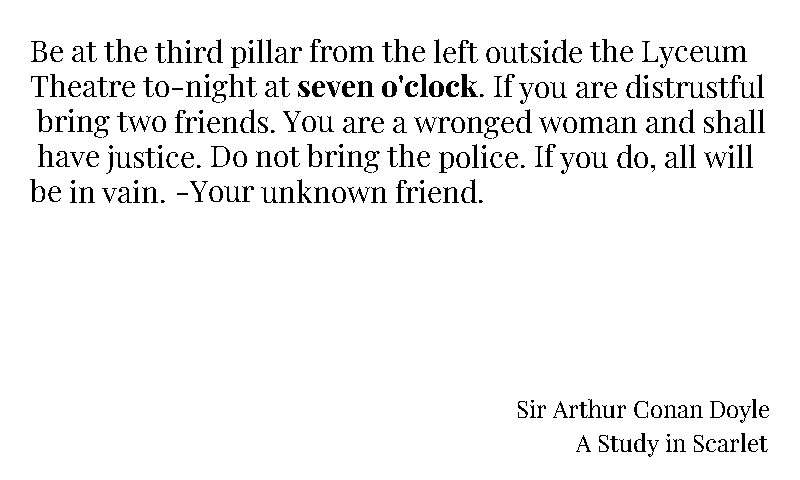 Be at the third pillar from the left outside the Lyceum
Theatre to-night at seven o'clock. If you are distrustful
bring two friends. You are a wronged woman and shall
have justice. Do not bring the police. If you do, all will
be in vain. -Your unknown friend.
Sir Arthur Conan Doyle
A Study in Scarlet